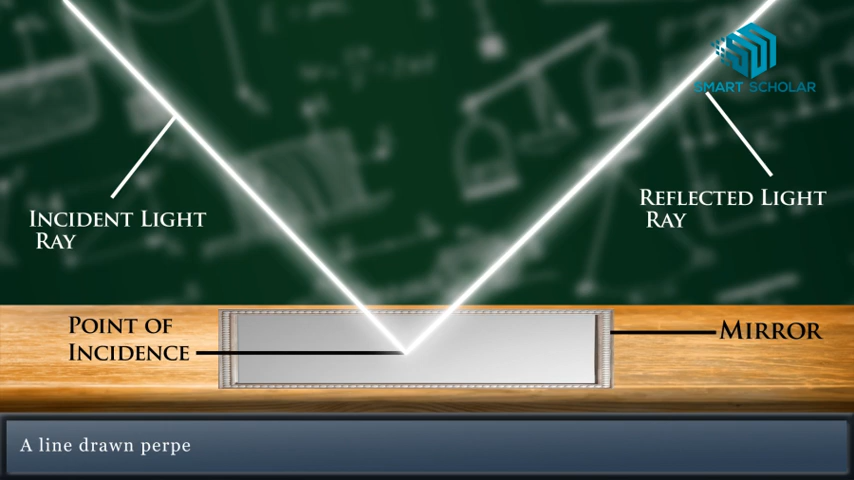 SMART SCHOLAR
Incident Light
Ray
Reflected Light
Ray
Point of
Incidence
Mirror
A line drawn perpe